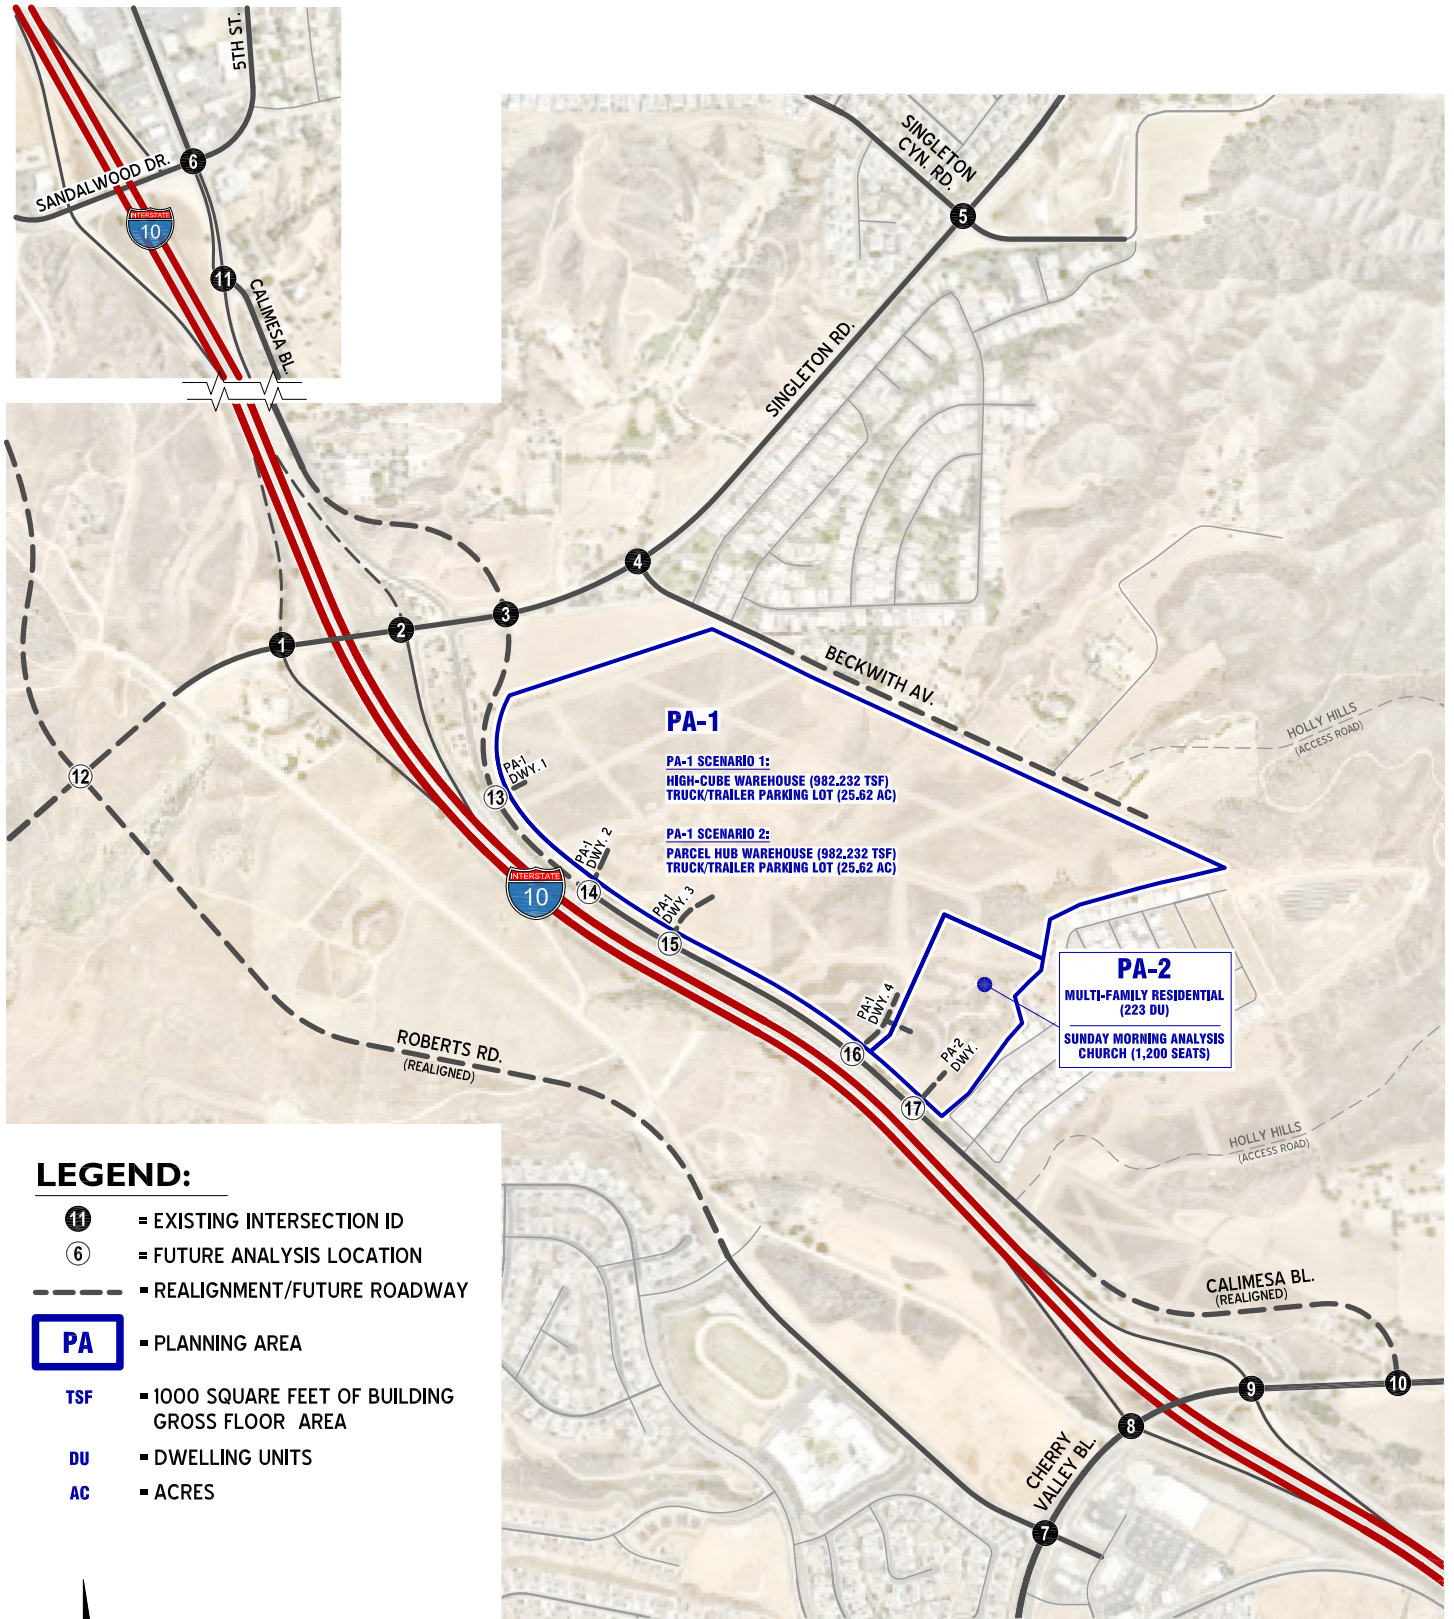 5TH ST.
SANDALWOOD DR.
6
INTERSTATE
10
11
CALIMESA BL.
SINGLETON
CYN. RD.
5
SINGLETON RD.
4
3
2
1
BECKWITH AV.
12
PA-1
PA-1 SCENARIO 1:
HIGH-CUBE WAREHOUSE (982.232 TSF)
TRUCK/TRAILER PARKING LOT (25.62 AC)
PA-1 SCENARIO 2:
PARCEL HUB WAREHOUSE (982.232 TSF)
TRUCK/TRAILER PARKING LOT (25.62 AC)
HOLLY HILLS
(ACCESS ROAD)
PA-1
DWY. 1
13
PA-1
DWY. 2
14
INTERSTATE
10
PA-1
DWY. 3
15
PA-1
DWY. 4
16
PA-2
DWY.
17
PA-2
MULTI-FAMILY RESIDENTIAL
(223 DU)
SUNDAY MORNING ANALYSIS
CHURCH (1,200 SEATS)
ROBERTS RD.
(REALIGNED)
HOLLY HILLS
(ACCESS ROAD)
CALIMESA BL.
(REALIGNED)
10
9
8
CHERRY
VALLEY BL.
7
LEGEND:
11 = EXISTING INTERSECTION ID
6 = FUTURE ANALYSIS LOCATION
= REALIGNMENT/FUTURE ROADWAY
PA = PLANNING AREA
TSF = 1000 SQUARE FEET OF BUILDING
GROSS FLOOR AREA
DU = DWELLING UNITS
AC = ACRES